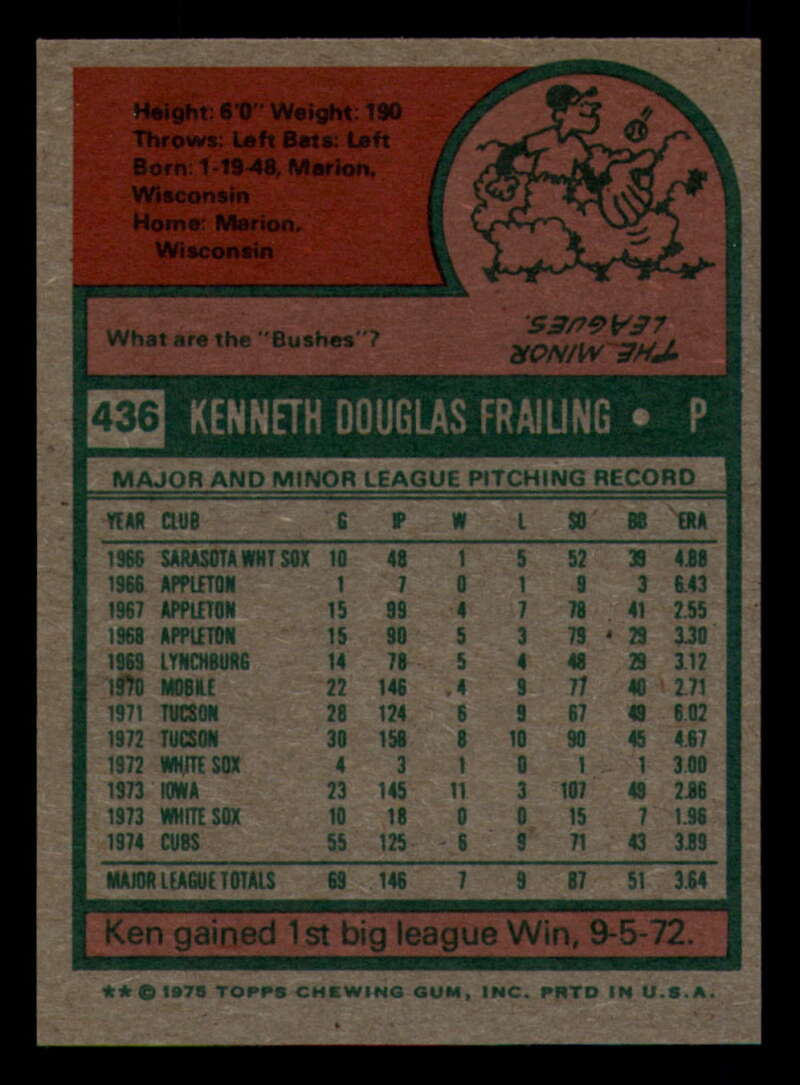 Height: 6'0" Weight: 190
Throws: Left Bats: Left
Born: 1-19-48, Marion,
Wisconsin
Home: Marion,
Wisconsin
What are the "Bushes"?
THE MINOR
LEAGUES.
436 KENNETH DOUGLAS FRAILING • P
MAJOR AND MINOR LEAGUE PITCHING RECORD
YEAR CLUB G IP W L SO BB ERA
1966 SARASOTA WHT SOX 10 48 1 5 52 39 4.88
1966 APPLETON 1 7 0 1 9 3 6.43
1967 APPLETON 15 99 4 7 78 41 2.55
1968 APPLETON 15 90 5 3 79 29 3.30
1969 LYNCHBURG 14 78 5 4 48 29 3.12
1970 MOBILE 22 146 4 9 77 40 2.71
1971 TUCSON 28 124 6 9 67 49 6.02
1972 TUCSON 30 158 8 10 90 45 4.67
1972 WHITE SOX 4 3 1 0 1 1 3.00
1973 IOWA 23 145 11 3 107 49 2.86
1973 WHITE SOX 10 18 0 0 15 7 1.96
1974 CUBS 55 125 6 9 71 43 3.89
MAJOR LEAGUE TOTALS 69 146 7 9 87 51 3.64
Ken gained 1st big league Win, 9-5-72.
** © 1975 TOPPS CHEWING GUM, INC. PRTD IN U.S.A.